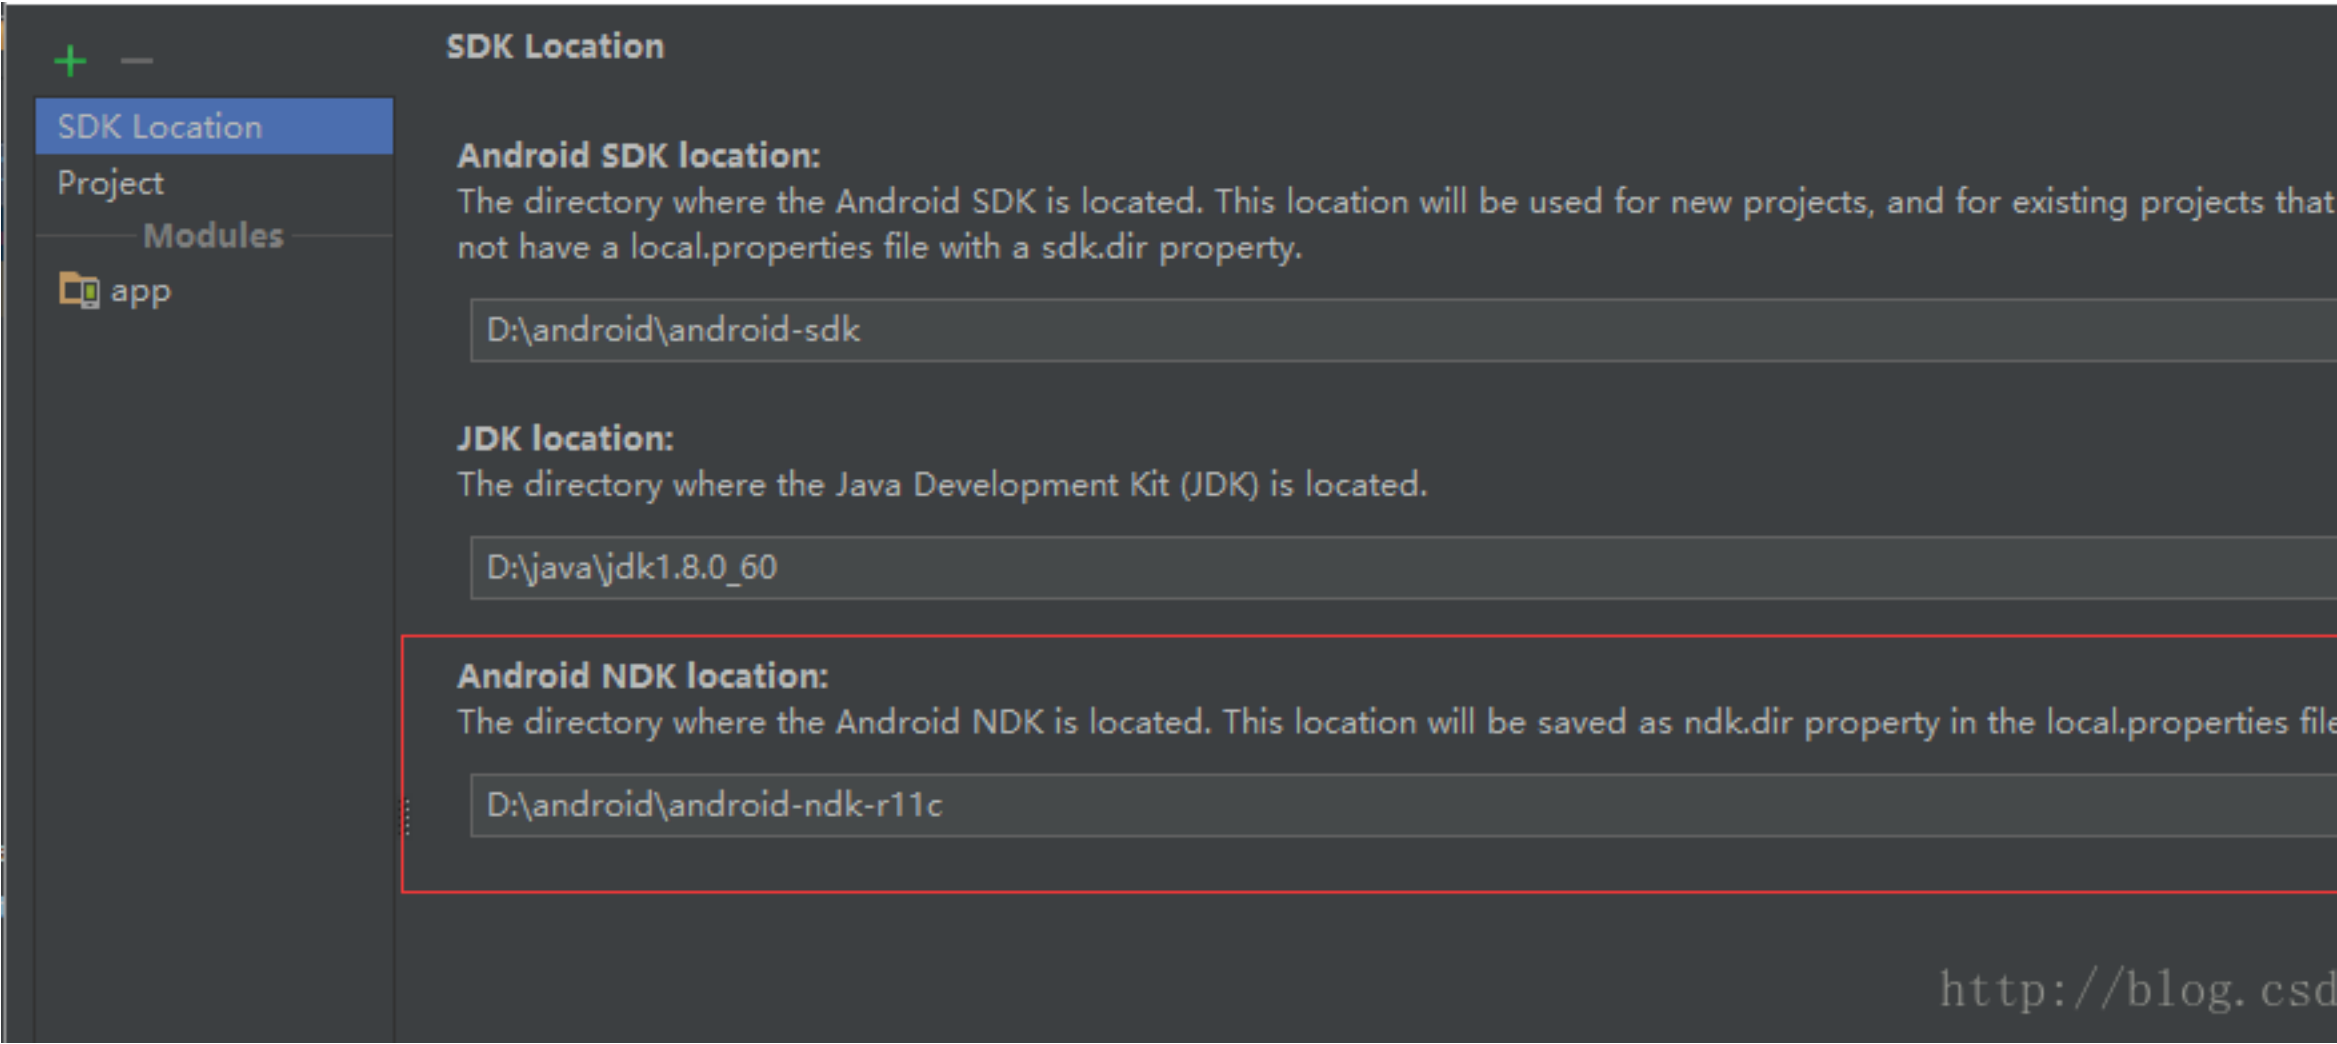 SDK Location
SDK Location
Project
Modules
app
Android SDK location:
The directory where the Android SDK is located. This location will be used for new projects, and for existing projects that
not have a local.properties file with a sdk.dir property.
D:\android\android-sdk
JDK location:
The directory where the Java Development Kit (JDK) is located.
D:\java\jdk1.8.0_60
Android NDK location:
The directory where the Android NDK is located. This location will be saved as ndk.dir property in the local.properties file
D:\android\android-ndk-r11c
http://blog.csd